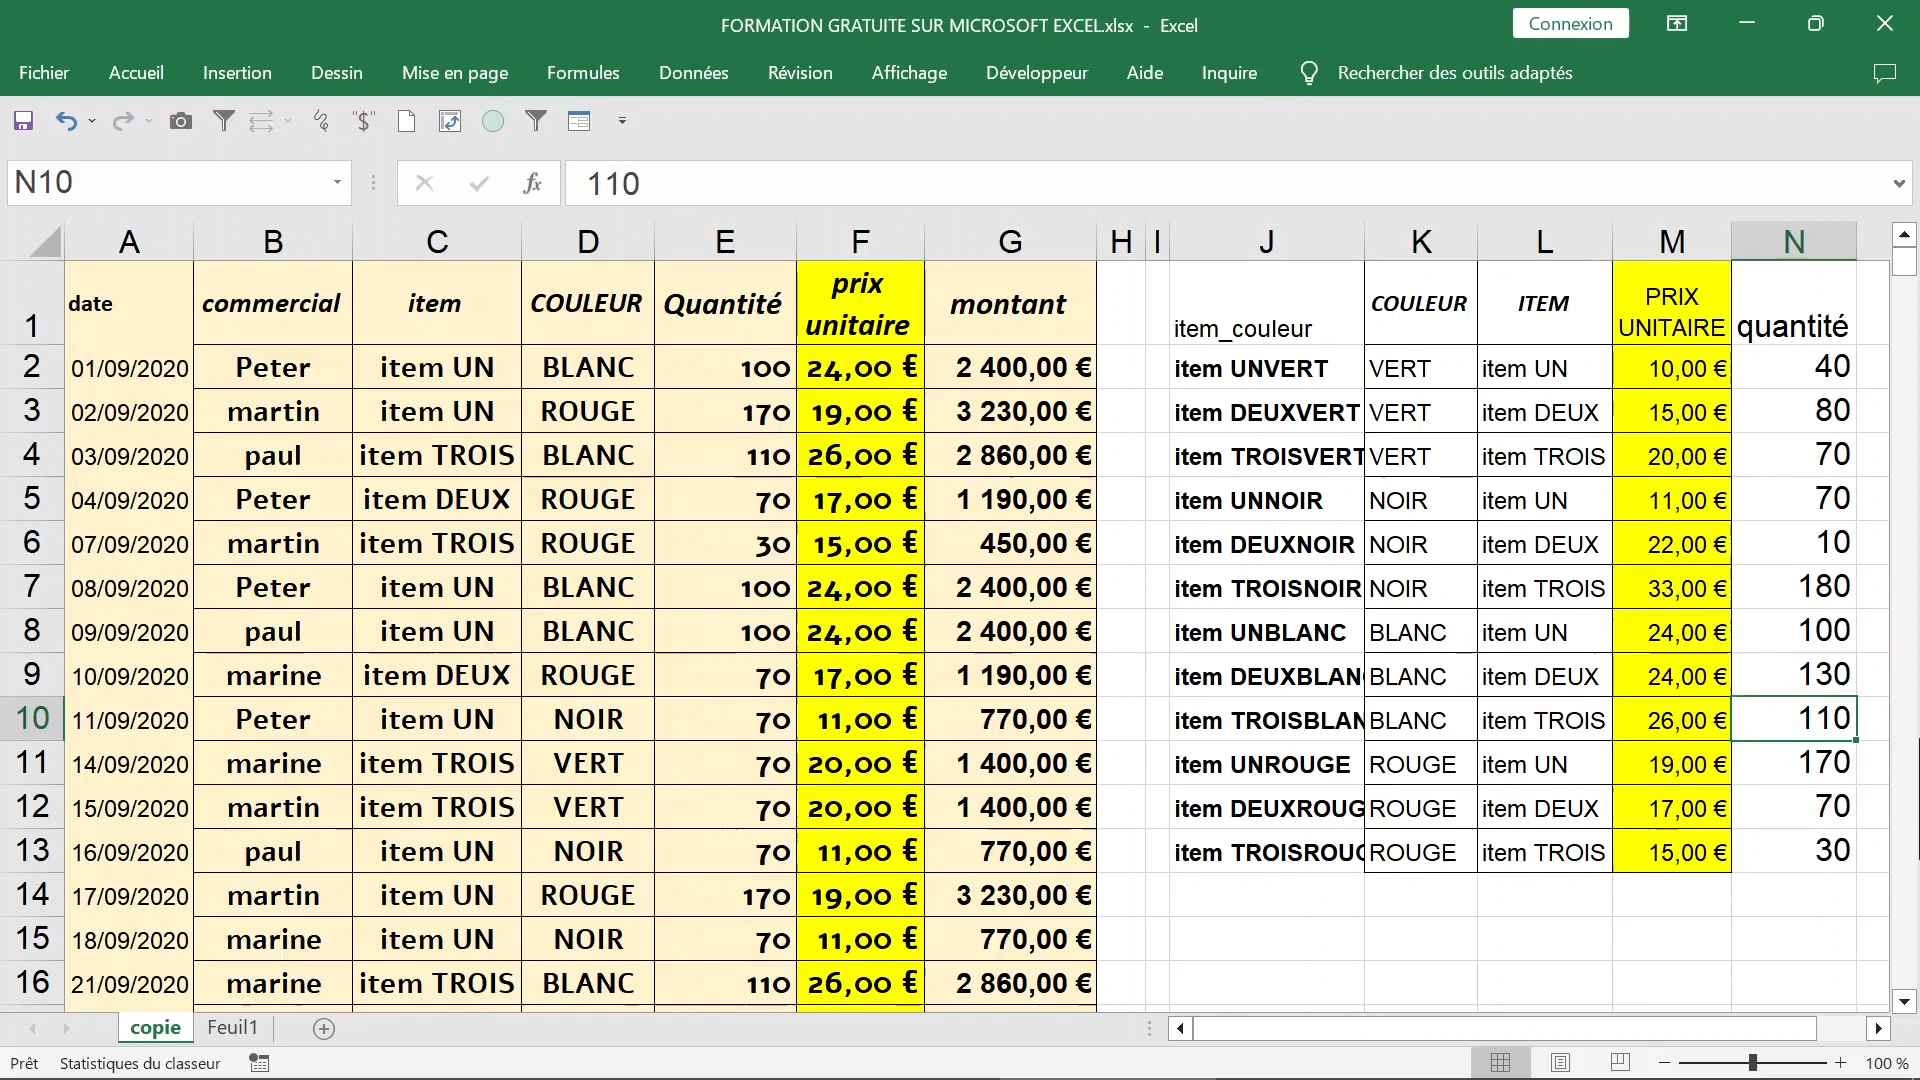 FORMATION GRATUITE SUR MICROSOFT EXCEL.xlsx - Excel
Connexion
Fichier Accueil Insertion Dessin Mise en page Formules Données Révision Affichage Développeur Aide Inquire Rechercher des outils adaptés
"$"
N10 fx 110
A B C D E F G H I J K L M N
1 date commercial item COULEUR Quantité prix unitaire montant item_couleur COULEUR ITEM PRIX UNITAIRE quantité
2 01/09/2020 Peter item UN BLANC 100 24,00 € 2 400,00 € item UNVERT VERT item UN 10,00 € 40
3 02/09/2020 martin item UN ROUGE 170 19,00 € 3 230,00 € item DEUXVERT VERT item DEUX 15,00 € 80
4 03/09/2020 paul item TROIS BLANC 110 26,00 € 2 860,00 € item TROISVERT VERT item TROIS 20,00 € 70
5 04/09/2020 Peter item DEUX ROUGE 70 17,00 € 1 190,00 € item UNNOIR NOIR item UN 11,00 € 70
6 07/09/2020 martin item TROIS ROUGE 30 15,00 € 450,00 € item DEUXNOIR NOIR item DEUX 22,00 € 10
7 08/09/2020 Peter item UN BLANC 100 24,00 € 2 400,00 € item TROISNOIR NOIR item TROIS 33,00 € 180
8 09/09/2020 paul item UN BLANC 100 24,00 € 2 400,00 € item UNBLANC BLANC item UN 24,00 € 100
9 10/09/2020 marine item DEUX ROUGE 70 17,00 € 1 190,00 € item DEUXBLAN BLANC item DEUX 24,00 € 130
10 11/09/2020 Peter item UN NOIR 70 11,00 € 770,00 € item TROISBLAN BLANC item TROIS 26,00 € 110
11 14/09/2020 marine item TROIS VERT 70 20,00 € 1 400,00 € item UNROUGE ROUGE item UN 19,00 € 170
12 15/09/2020 martin item TROIS VERT 70 20,00 € 1 400,00 € item DEUXROUG ROUGE item DEUX 17,00 € 70
13 16/09/2020 paul item UN NOIR 70 11,00 € 770,00 € item TROISROU ROUGE item TROIS 15,00 € 30
14 17/09/2020 martin item UN ROUGE 170 19,00 € 3 230,00 €
15 18/09/2020 marine item UN NOIR 70 11,00 € 770,00 €
16 21/09/2020 marine item TROIS BLANC 110 26,00 € 2 860,00 €
copie Feuil1
Prêt Statistiques du classeur 100 %